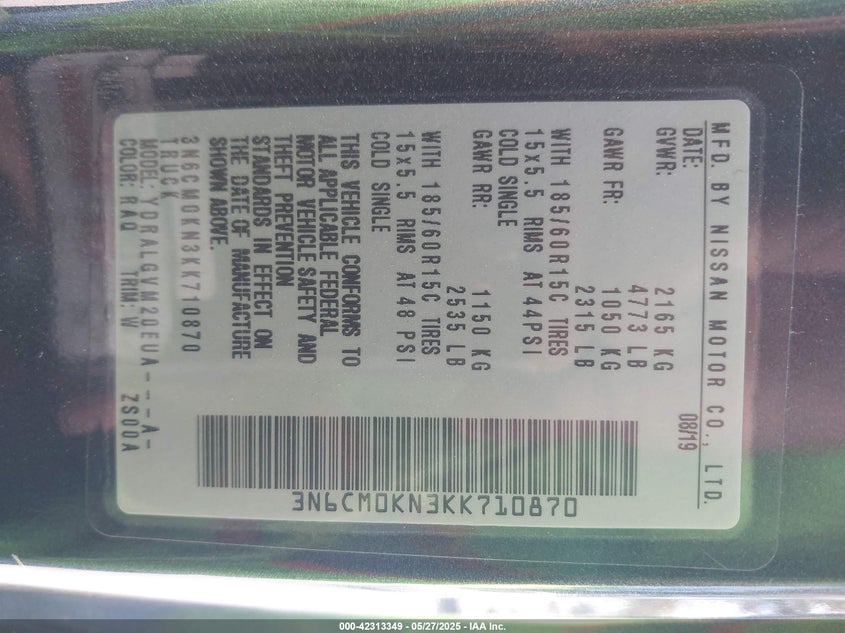 MFD. BY NISSAN MOTOR CO., LTD.
DATE: 08/19
GVWR: 2165 KG
4773 LB
GAWR FR: 1050 KG
2315 LB
WITH 185/60R15C TIRES
15x5.5 RIMS AT 44PSI
COLD SINGLE
GAWR RR: 1150 KG
2535 LB
WITH 185/60R15C TIRES
15x5.5 RIMS AT 48 PSI
COLD SINGLE
THIS VEHICLE CONFORMS TO
ALL APPLICABLE FEDERAL
MOTOR VEHICLE SAFETY AND
THEFT PREVENTION
STANDARDS IN EFFECT ON
THE DATE OF MANUFACTURE
SHOWN ABOVE.
3N6CM0KN3KK710870
TRUCK
MODEL: YDRALGVM20EUA---A-
COLOR: RAQ TRIM: W ZS00A
3N6CM0KN3KK710870
000-42313349 | 05/27/2025 - IAA Inc.